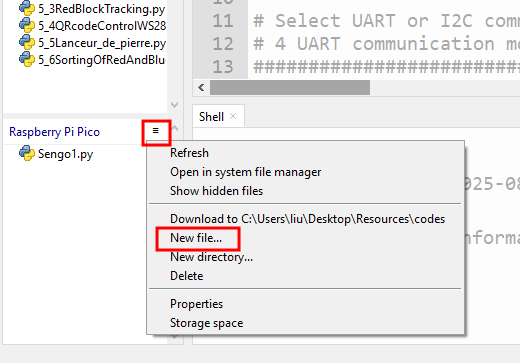 5_3RedBlockTracking.py
5_4QRcodeControlWS28
5_5Lanceur_de_pierre.py
5_6SortingOfRedAndBlu
11
12 # Select UART or I2C comm
# 4 UART communication mo
13 ###########################
Shell ×
Raspberry Pi Pico ≡
Sengo1.py
Refresh
Open in system file manager
Show hidden files
025-08
Download to C:\Users\liu\Desktop\Resources\codes
New file...
informa
New directory...
Delete
Properties
Storage space